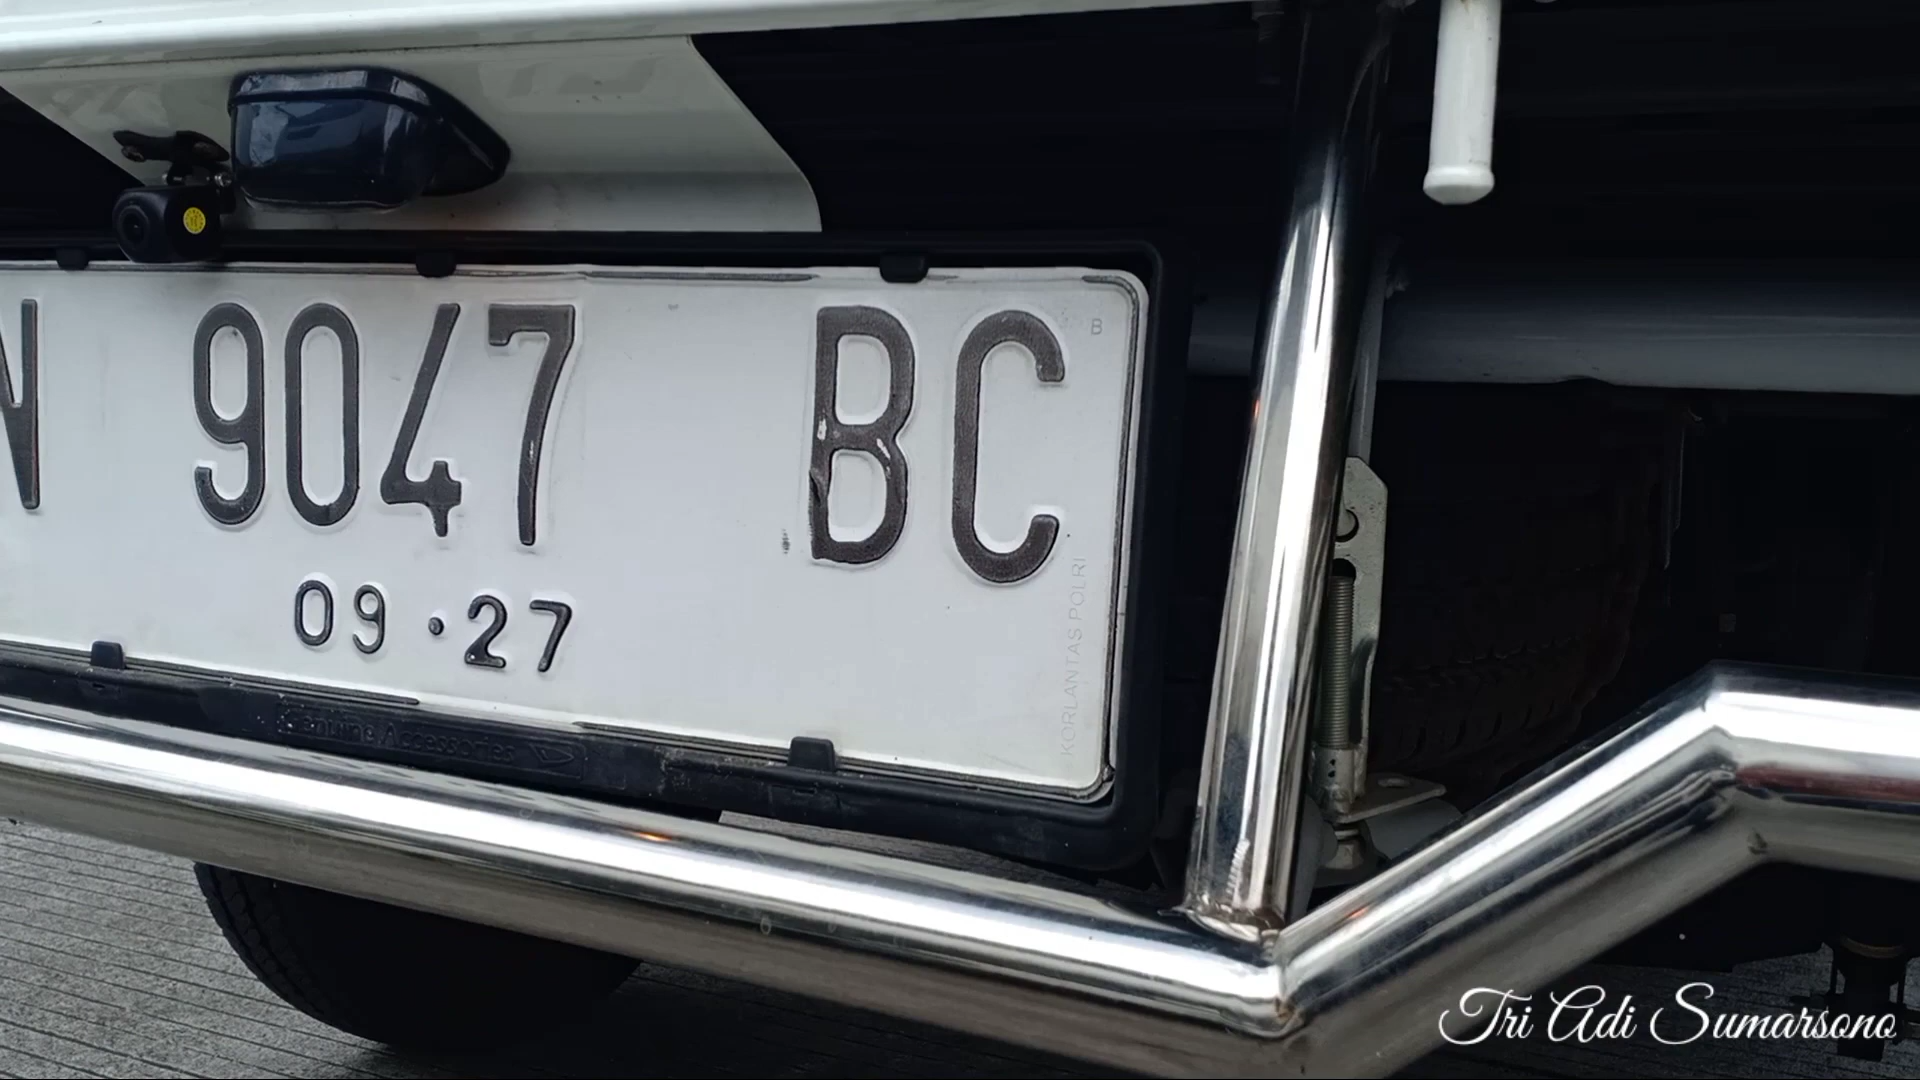 N 9047 BC
B
09 · 27
KORLANTAS POLRI
Genuine Accessories
Tri Adi Sumarsono